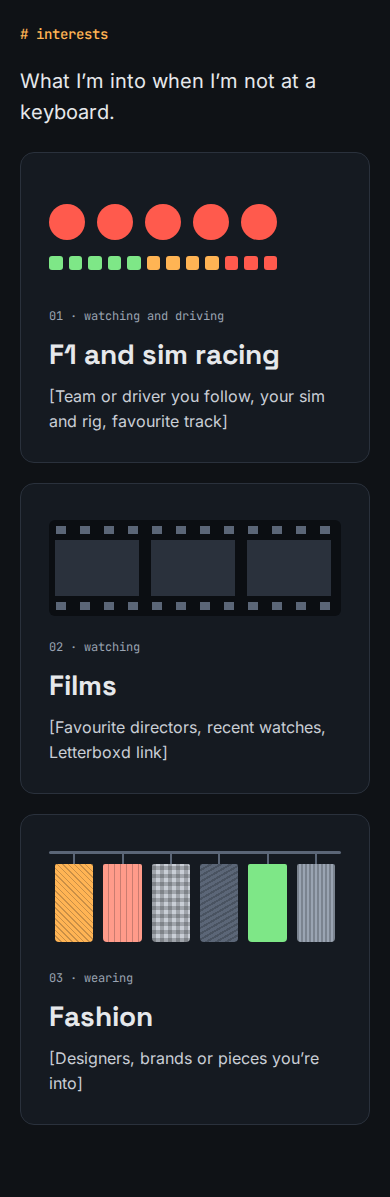 # interests
What I’m into when I’m not at a
keyboard.
01 · watching and driving
F1 and sim racing
[Team or driver you follow, your sim
and rig, favourite track]
02 · watching
Films
[Favourite directors, recent watches,
Letterboxd link]
03 · wearing
Fashion
[Designers, brands or pieces you’re
into]